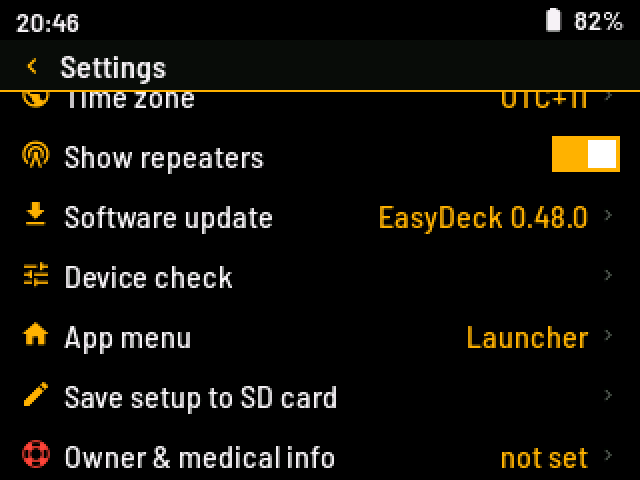 20:46 82%
Settings
Time zone UTC+11
Show repeaters
Software update EasyDeck 0.48.0
Device check
App menu Launcher
Save setup to SD card
Owner & medical info not set